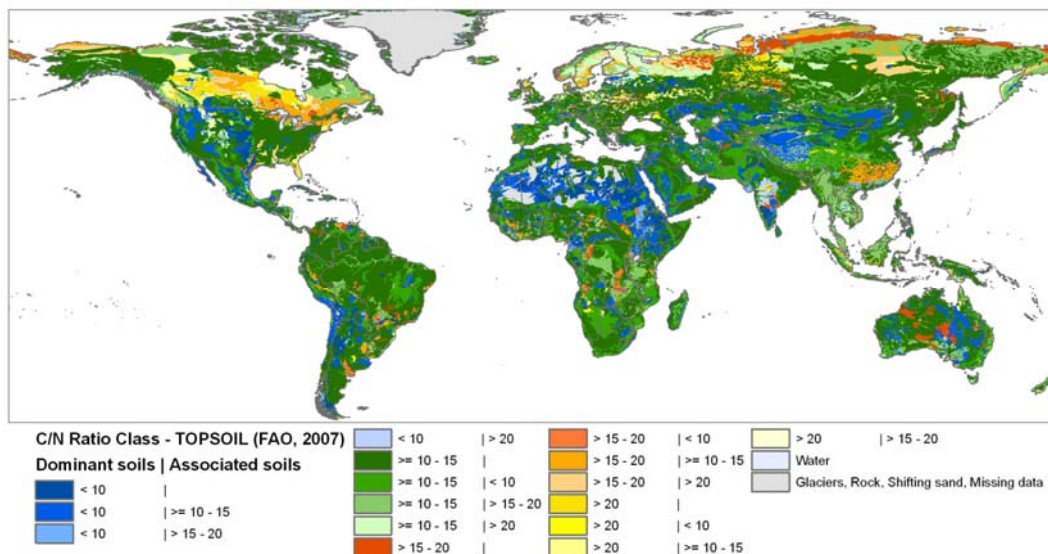 C/N Ratio Class - TOPSOIL (FAO, 2007)
Dominant soils | Associated soils
< 10 |
< 10 | >= 10 - 15
< 10 | > 15 - 20
< 10 | > 20
>= 10 - 15 |
>= 10 - 15 | < 10
>= 10 - 15 | > 15 - 20
>= 10 - 15 | > 20
> 15 - 20 |
> 15 - 20 | < 10
> 15 - 20 | >= 10 - 15
> 15 - 20 | > 20
> 20 |
> 20 | < 10
> 20 | >= 10 - 15
> 20 | > 15 - 20
Water
Glaciers, Rock, Shifting sand, Missing data